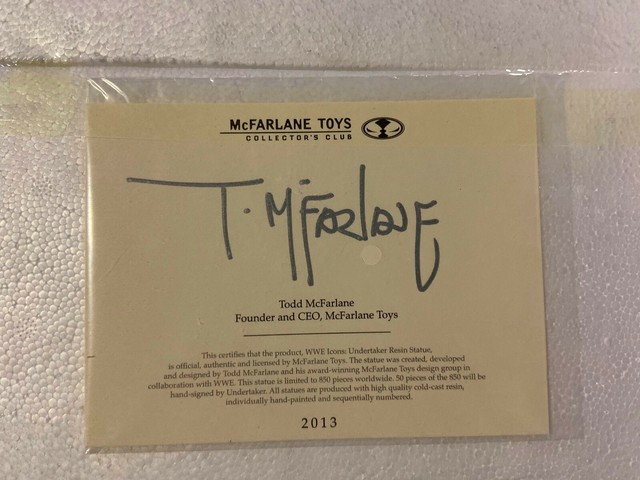 McFARLANE TOYS
COLLECTOR'S CLUB
T. McFARLANE
Todd McFarlane
Founder and CEO, McFarlane Toys
This certifies that the product, WWE Icons: Undertaker Resin Statue,
is official, authentic and licensed by McFarlane Toys. The statue was created, developed
and designed by Todd McFarlane and his award-winning McFarlane Toys design group in
collaboration with WWE. This statue is limited to 850 pieces worldwide. 50 pieces of the 850 will be
hand-signed by Undertaker. All statues are produced with high quality cold-cast resin,
individually hand-painted and sequentially numbered.
2013